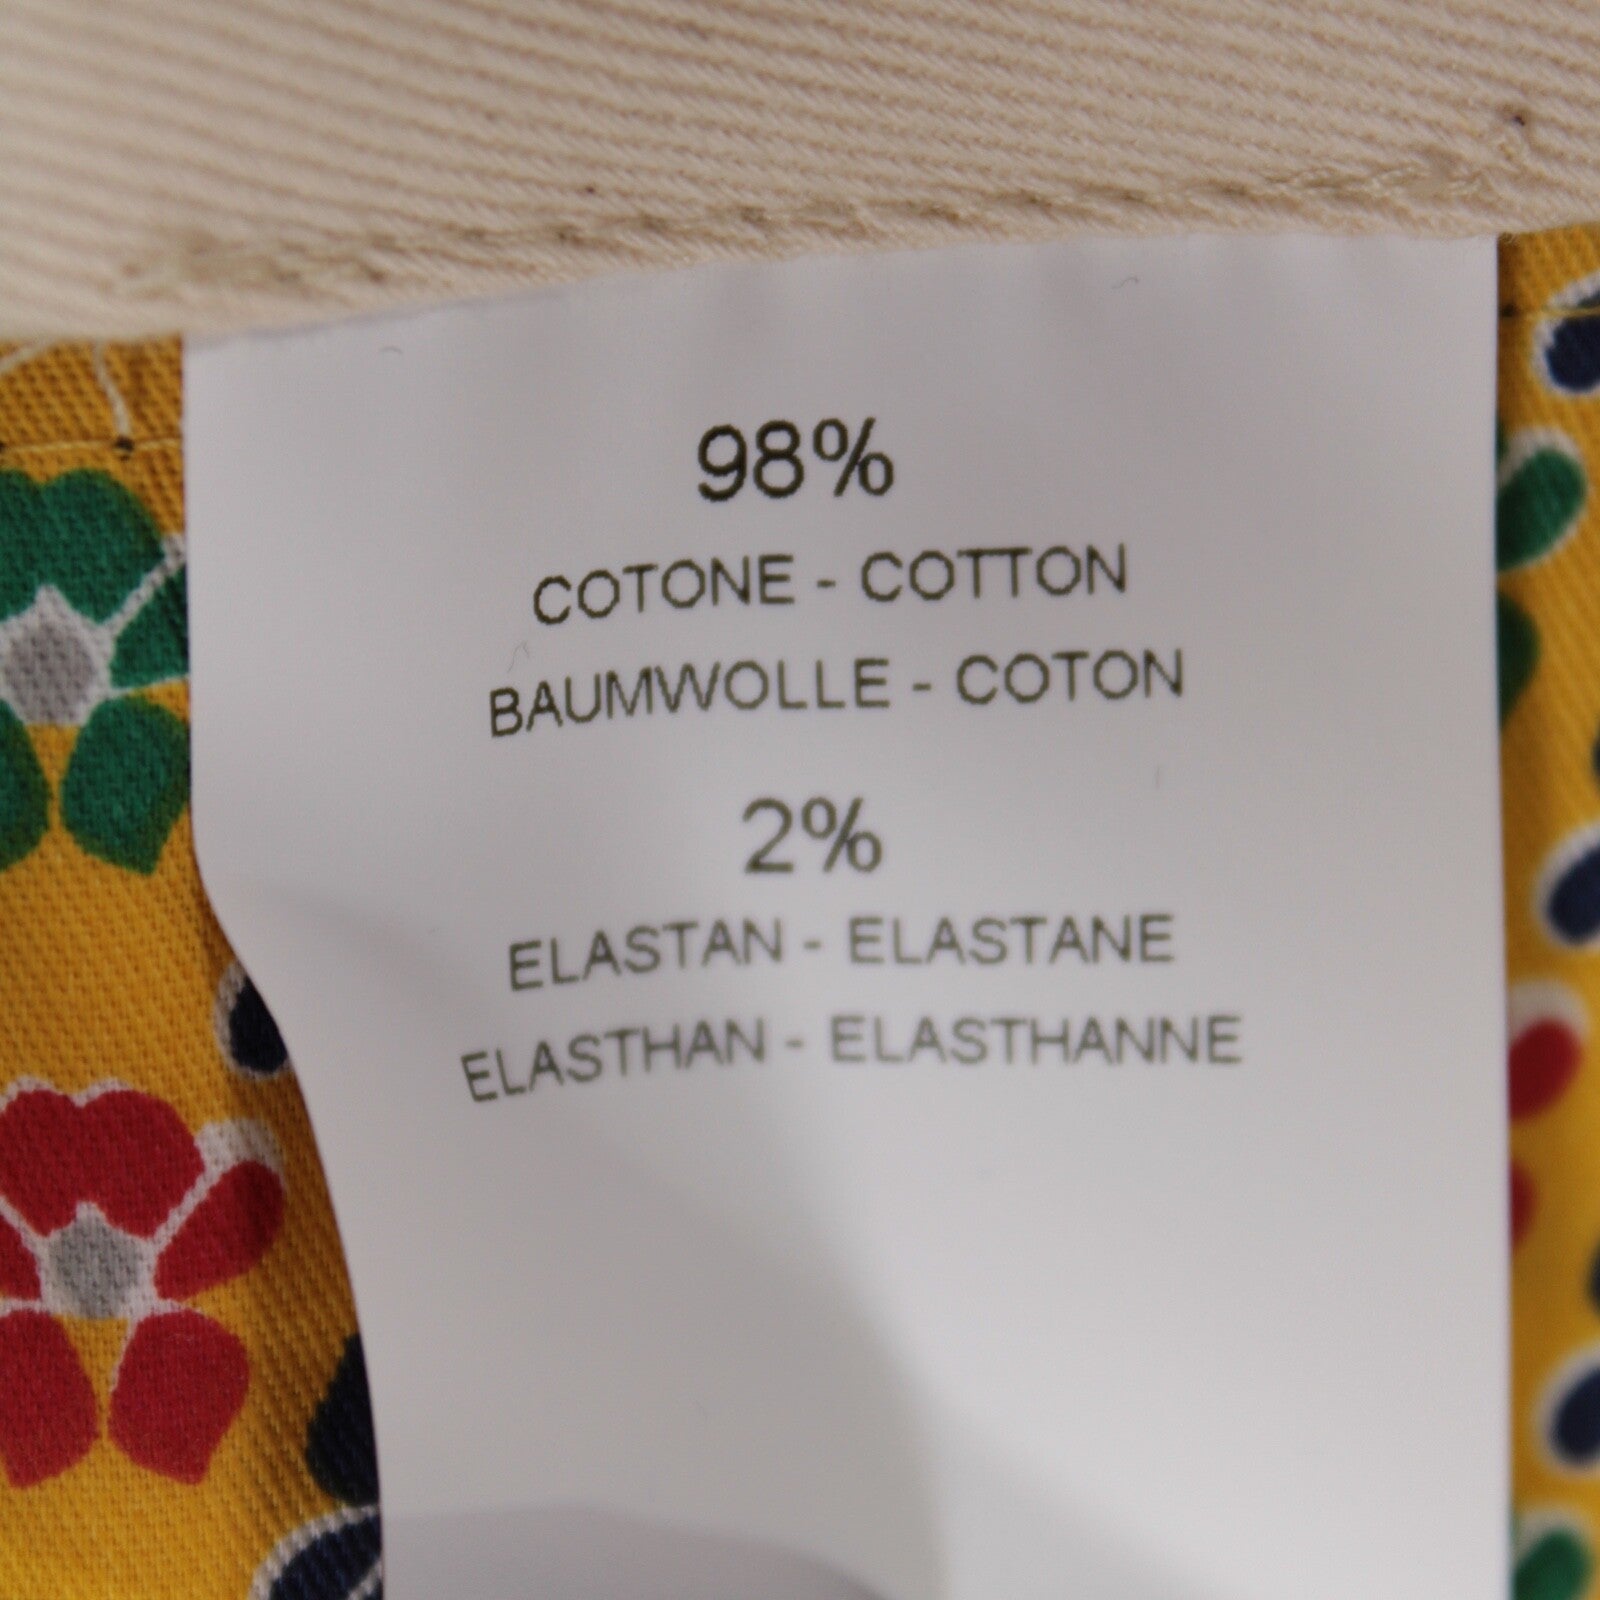 98%
COTONE - COTTON
BAUMWOLLE - COTON
2%
ELASTAN - ELASTANE
ELASTHAN - ELASTHANNE